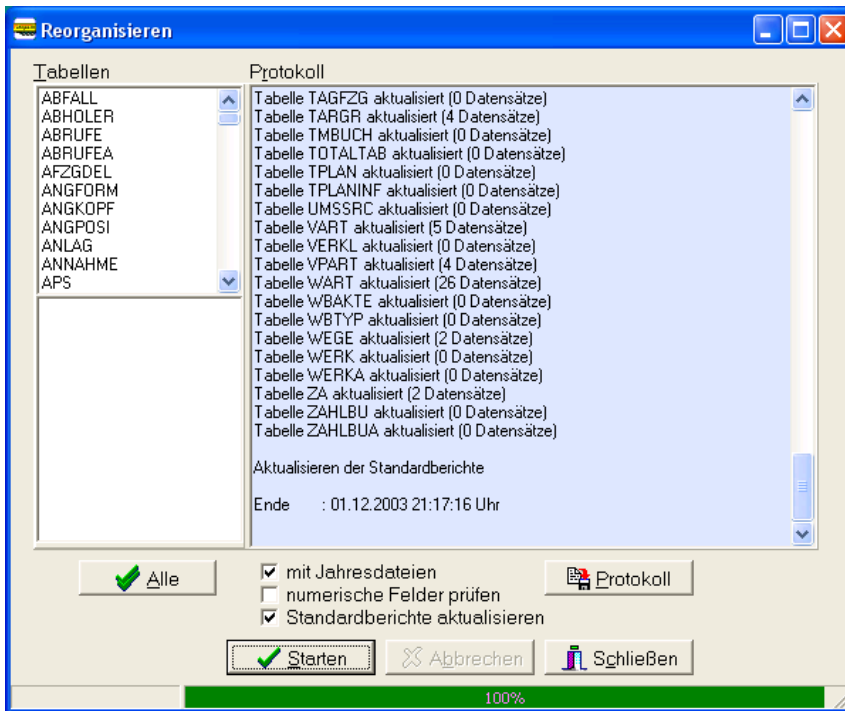 Reorganisieren
Tabellen
ABFALL
ABHOLER
ABRUFE
ABRUFEA
AFZGDEL
ANGFORM
ANGKOPF
ANGPOSI
ANLAG
ANNAHME
APS
Protokoll
Tabelle TAGFZG aktualisiert (0 Datensätze)
Tabelle TARGR aktualisiert (4 Datensätze)
Tabelle TMBUCH aktualisiert (0 Datensätze)
Tabelle TOTALTAB aktualisiert (0 Datensätze)
Tabelle TPLAN aktualisiert (0 Datensätze)
Tabelle TPLANINF aktualisiert (0 Datensätze)
Tabelle UMSSRC aktualisiert (0 Datensätze)
Tabelle VART aktualisiert (5 Datensätze)
Tabelle VERKL aktualisiert (0 Datensätze)
Tabelle VPART aktualisiert (4 Datensätze)
Tabelle WART aktualisiert (26 Datensätze)
Tabelle WBAKTE aktualisiert (0 Datensätze)
Tabelle WBTYP aktualisiert (0 Datensätze)
Tabelle WEGE aktualisiert (2 Datensätze)
Tabelle WERK aktualisiert (0 Datensätze)
Tabelle WERKA aktualisiert (0 Datensätze)
Tabelle ZA aktualisiert (2 Datensätze)
Tabelle ZAHLBU aktualisiert (0 Datensätze)
Tabelle ZAHLBUA aktualisiert (0 Datensätze)
Aktualisieren der Standardberichte
Ende : 01.12.2003 21:17:16 Uhr
Alle
mit Jahresdateien
numerische Felder prüfen
Standardberichte aktualisieren
Protokoll
Starten
Abbrechen
Schließen
100%